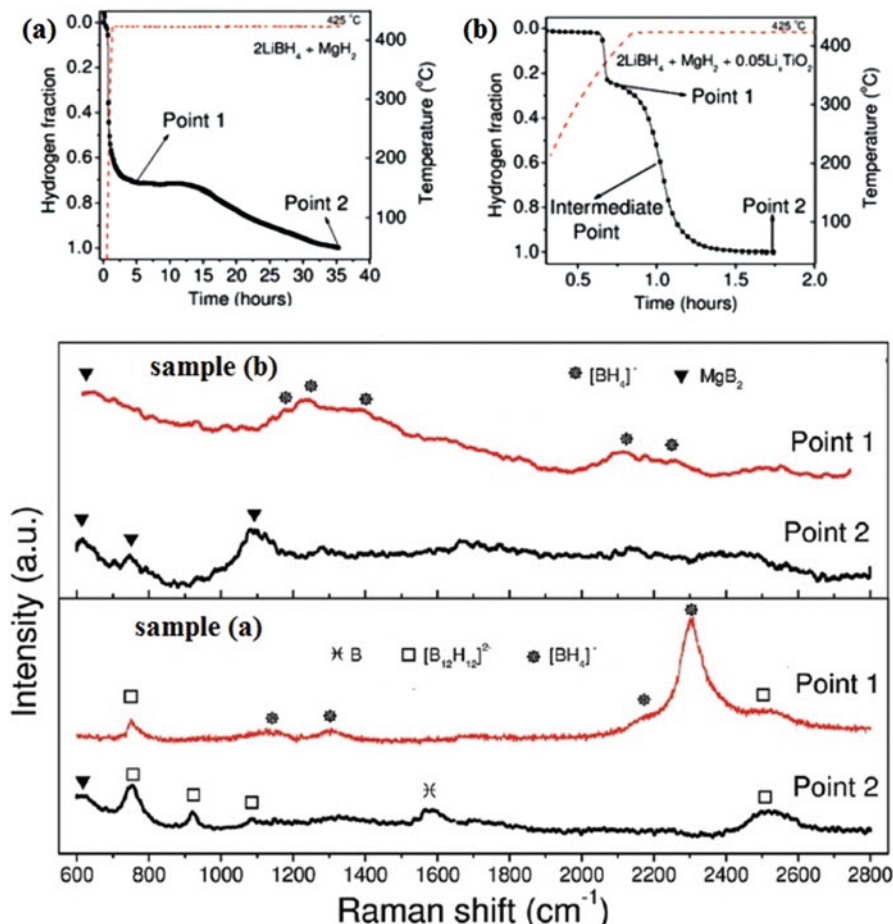 (a)
425 °C
2LiBH₄ + MgH₂
Point 1
Point 2
Hydrogen fraction
0.0
0.2
0.4
0.6
0.8
1.0
Temperature (°C)
400
300
200
100
0 5 10 15 20 25 30 35 40
Time (hours)
(b)
425 °C
2LiBH₄ + MgH₂ + 0.05LiₓTiO₂
Point 1
Intermediate
Point
Point 2
Hydrogen fraction
0.0
0.2
0.4
0.6
0.8
1.0
Temperature (°C)
400
300
200
100
0.5 1.0 1.5 2.0
Time (hours)
sample (b)
[BH₄]⁻ MgB₂
Point 1
Point 2
sample (a)
B [B₁₂H₁₂]²⁻ [BH₄]⁻
Point 1
B
Point 2
Intensity (a.u.)
600 800 1000 1200 1400 1600 1800 2000 2200 2400 2600 2800
Raman shift (cm⁻¹)